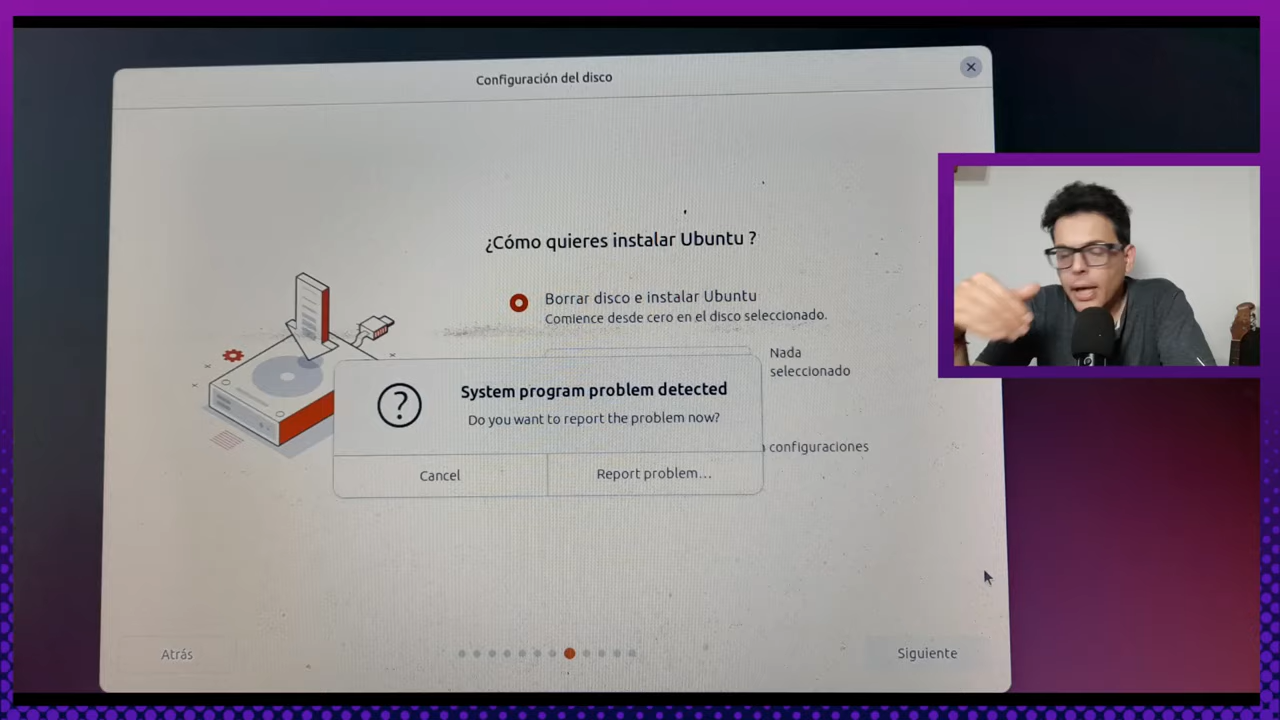 Configuración del disco
¿Cómo quieres instalar Ubuntu ?
Borrar disco e instalar Ubuntu
Comience desde cero en el disco seleccionado.
Nada
seleccionado
System program problem detected
Do you want to report the problem now?
configuraciones
Cancel
Report problem...
Atrás
Siguiente